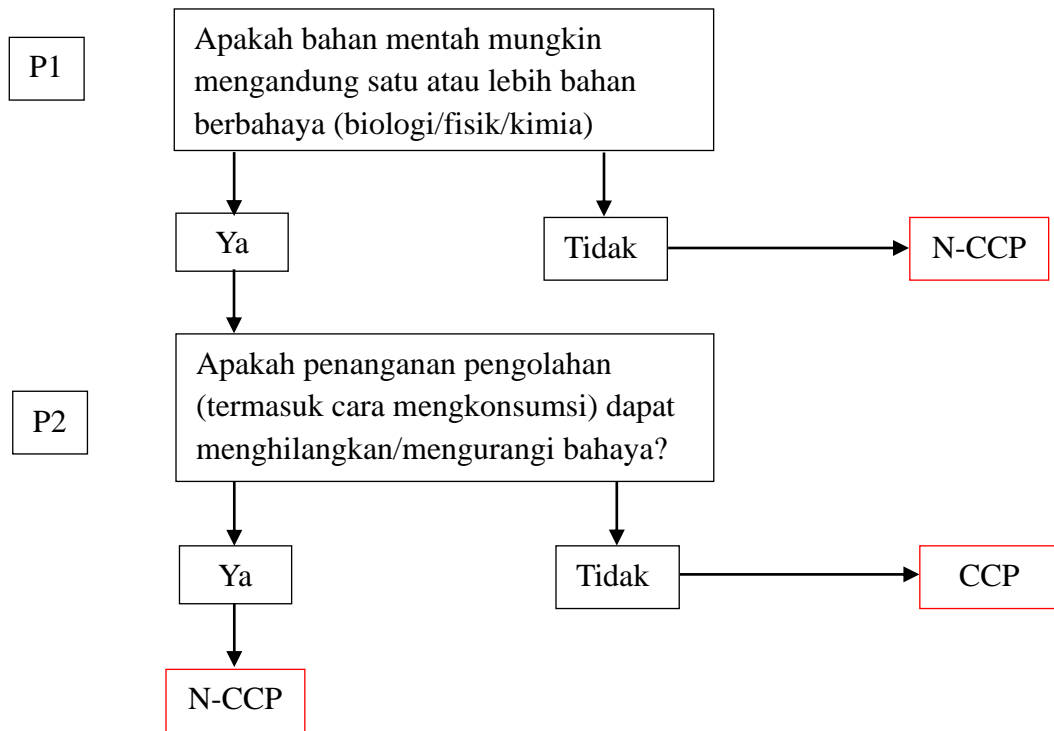 P1
Apakah bahan mentah mungkin
mengandung satu atau lebih bahan
berbahaya (biologi/fisik/kimia)
Ya
Tidak
N-CCP
P2
Apakah penanganan pengolahan
(termasuk cara mengkonsumsi) dapat
menghilangkan/mengurangi bahaya?
Ya
Tidak
CCP
N-CCP